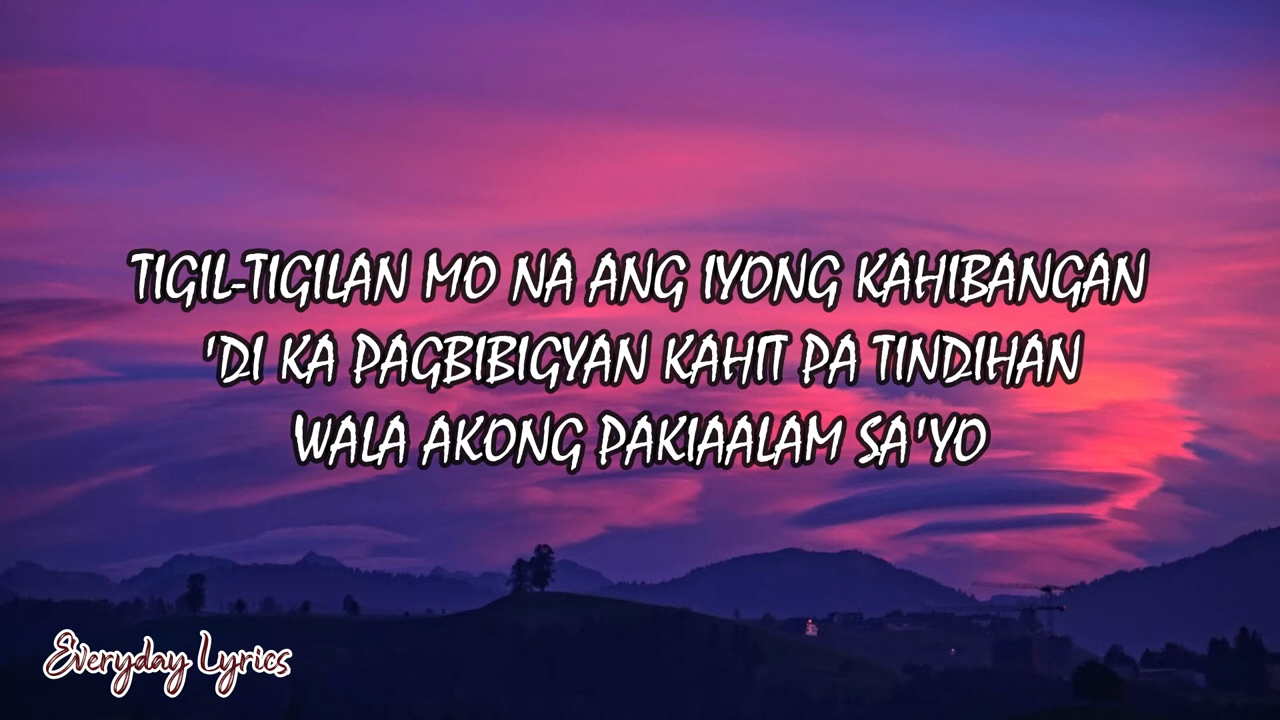 TIGIL-TIGILAN MO NA ANG IYONG KAHIBANGAN
'DI KA PAGBIBIGYAN KAHIT PA TINDIHAN
WALA AKONG PAKIAALAM SA'YO
Everyday Lyrics